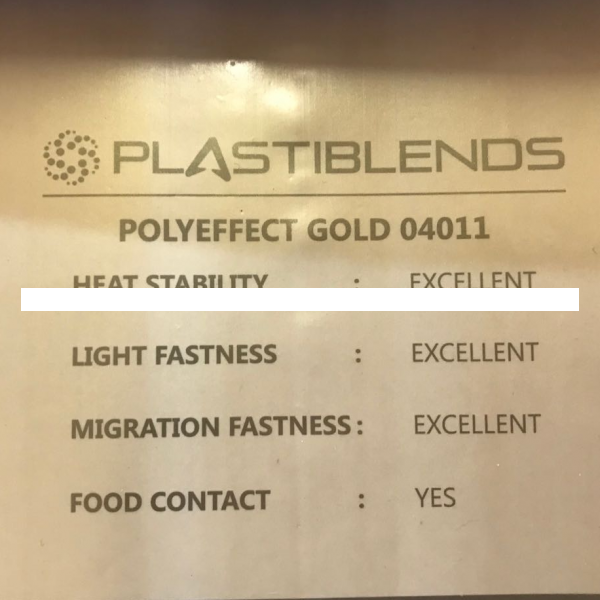 PLASTIBLENDS
POLYEFFECT GOLD 04011
HEAT STABILITY : EXCELLENT
LIGHT FASTNESS : EXCELLENT
MIGRATION FASTNESS : EXCELLENT
FOOD CONTACT : YES